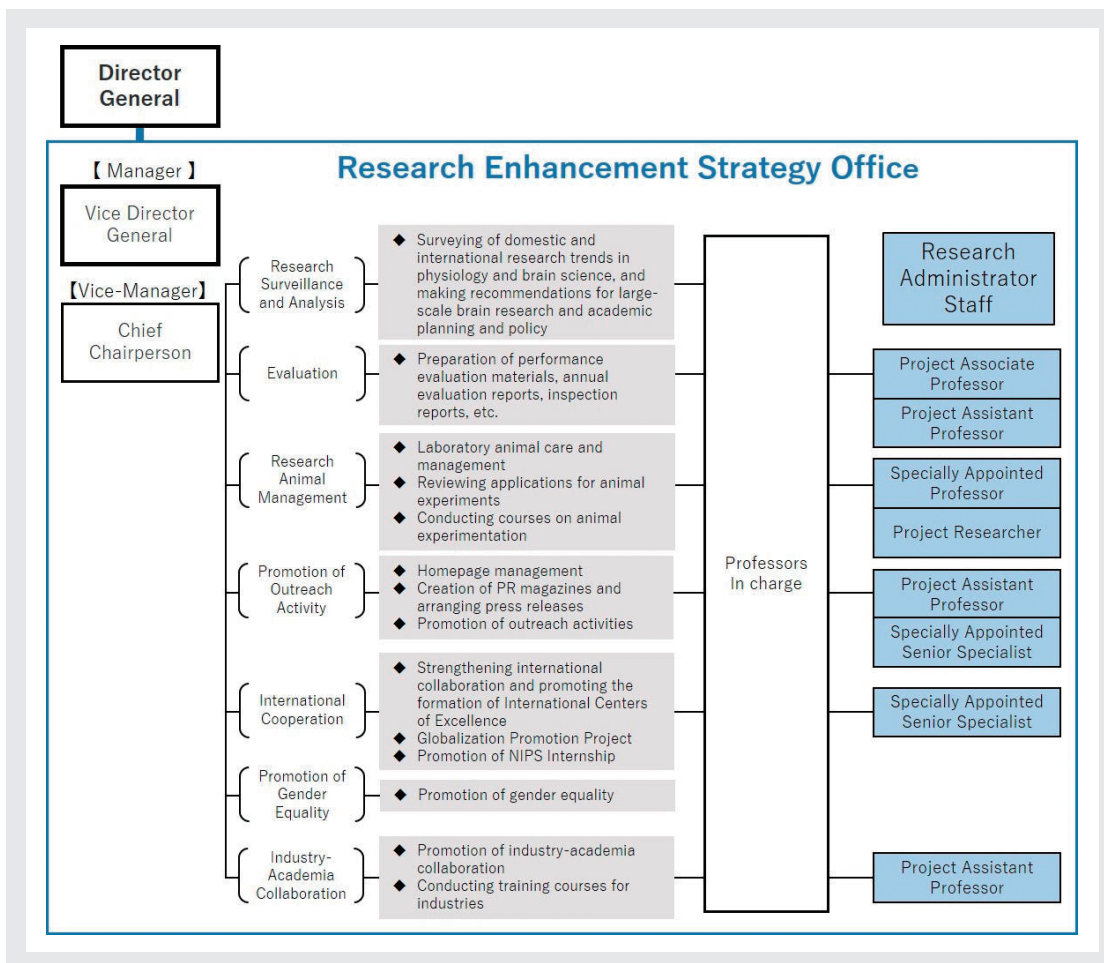 Director
General
Research Enhancement Strategy Office
【 Manager 】
Vice Director
General
【Vice-Manager】
Chief
Chairperson
Research
Surveillance
and Analysis
◆ Surveying of domestic and
international research trends in
physiology and brain science, and
making recommendations for large-
scale brain research and academic
planning and policy
Evaluation
◆ Preparation of performance
evaluation materials, annual
evaluation reports, inspection
reports, etc.
Research
Animal
Management
◆ Laboratory animal care and
management
◆ Reviewing applications for animal
experiments
◆ Conducting courses on animal
experimentation
Promotion of
Outreach
Activity
◆ Homepage management
◆ Creation of PR magazines and
arranging press releases
◆ Promotion of outreach activities
International
Cooperation
◆ Strengthening international
collaboration and promoting the
formation of International Centers
of Excellence
◆ Globalization Promotion Project
◆ Promotion of NIPS Internship
Promotion of
Gender
Equality
◆ Promotion of gender equality
Industry-
Academia
Collaboration
◆ Promotion of industry-academia
collaboration
◆ Conducting training courses for
industries
Professors
In charge
Research
Administrator
Staff
Project Associate
Professor
Project Assistant
Professor
Specially Appointed
Professor
Project Researcher
Project Assistant
Professor
Specially Appointed
Senior Specialist
Specially Appointed
Senior Specialist
Project Assistant
Professor